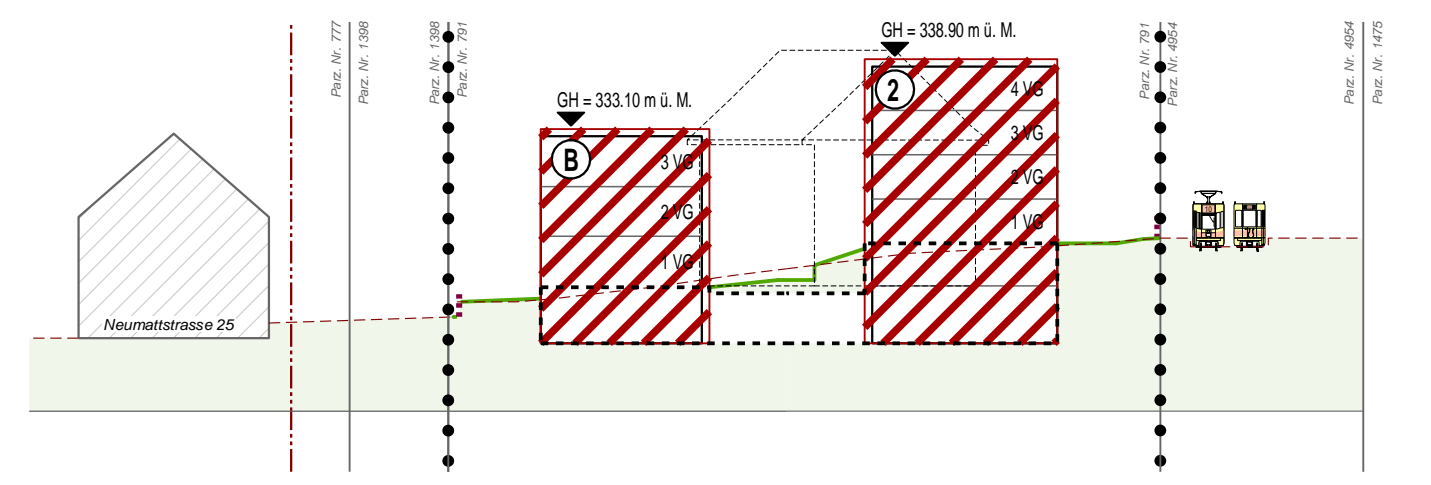 Parz. Nr. 777
Parz. Nr. 1398
Parz. Nr. 1398
Parz. Nr. 791
GH = 338.90 m ü. M.
Parz. Nr. 791
Parz. Nr. 4954
Parz. Nr. 4954
Parz. Nr. 1475
GH = 333.10 m ü. M.
2
4 VG
3 VG
2 VG
1 VG
B
3 VG
2 VG
1 VG
10
Neumattstrasse 25